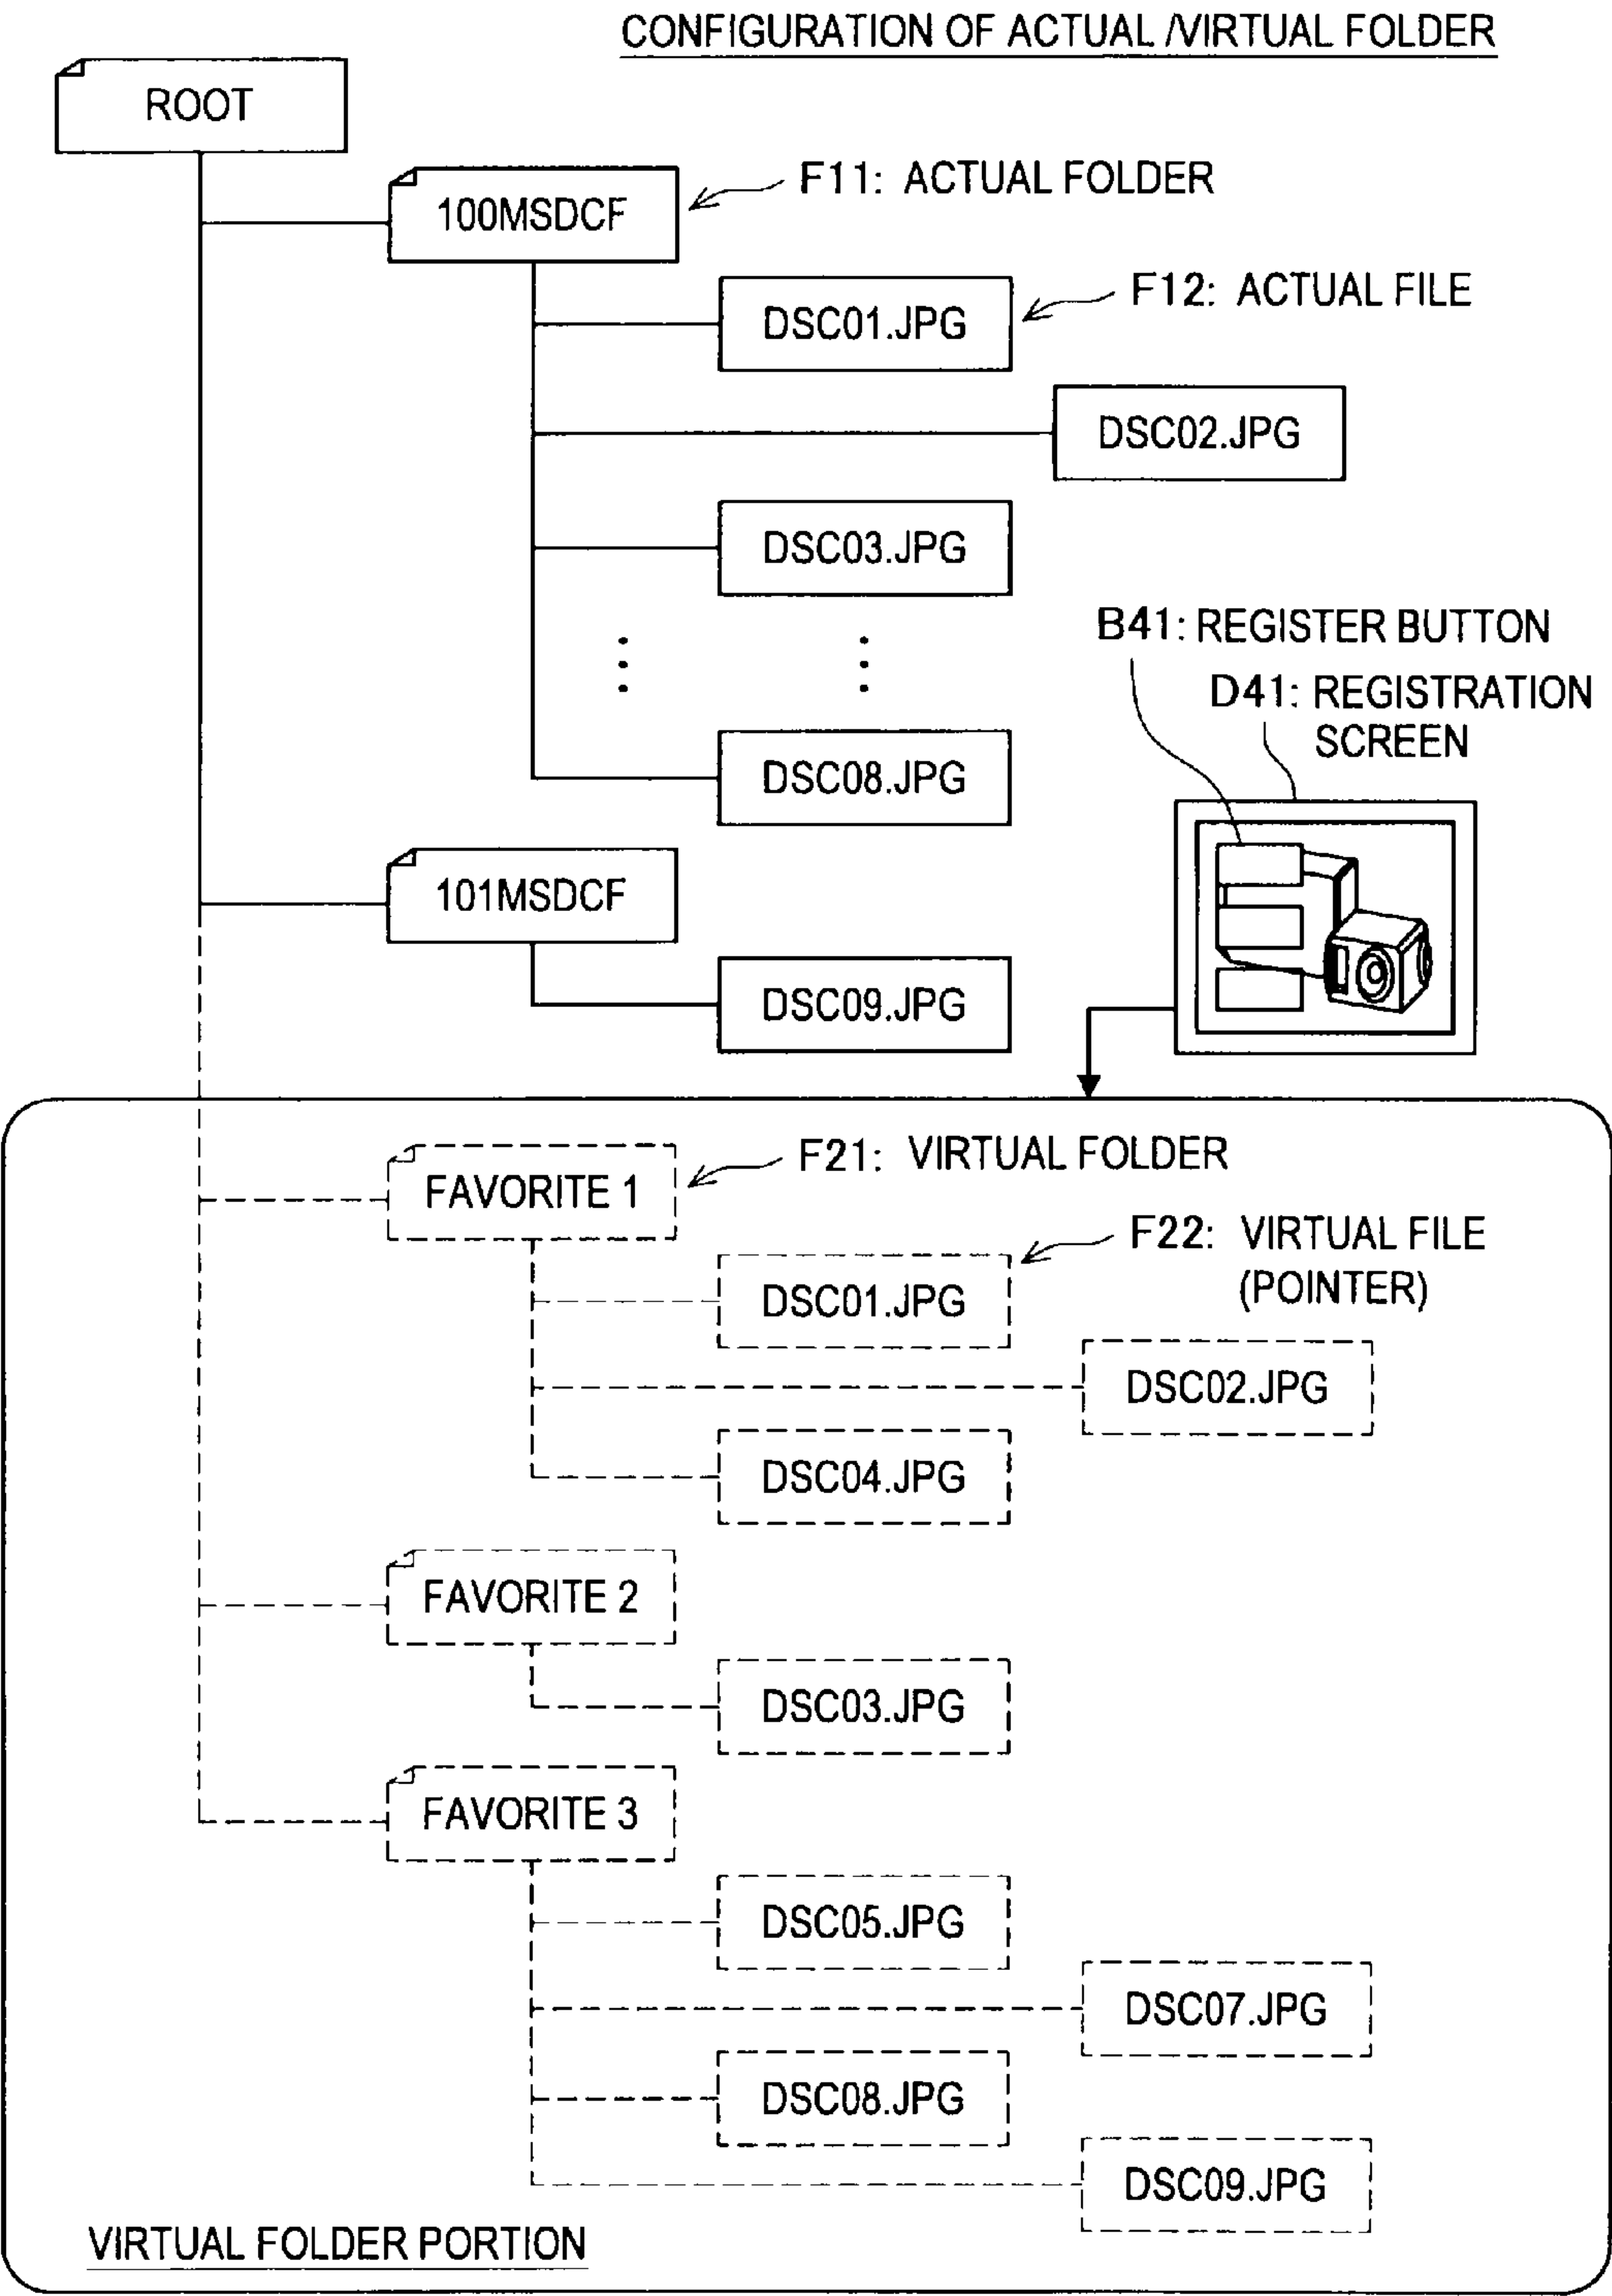 CONFIGURATION OF ACTUAL /VIRTUAL FOLDER
ROOT
100MSDCF
F11: ACTUAL FOLDER
DSC01.JPG
F12: ACTUAL FILE
DSC02.JPG
DSC03.JPG
B41: REGISTER BUTTON
D41: REGISTRATION
SCREEN
DSC08.JPG
101MSDCF
DSC09.JPG
FAVORITE 1
F21: VIRTUAL FOLDER
DSC01.JPG
F22: VIRTUAL FILE
(POINTER)
DSC02.JPG
DSC04.JPG
FAVORITE 2
DSC03.JPG
FAVORITE 3
DSC05.JPG
DSC07.JPG
DSC08.JPG
DSC09.JPG
VIRTUAL FOLDER PORTION